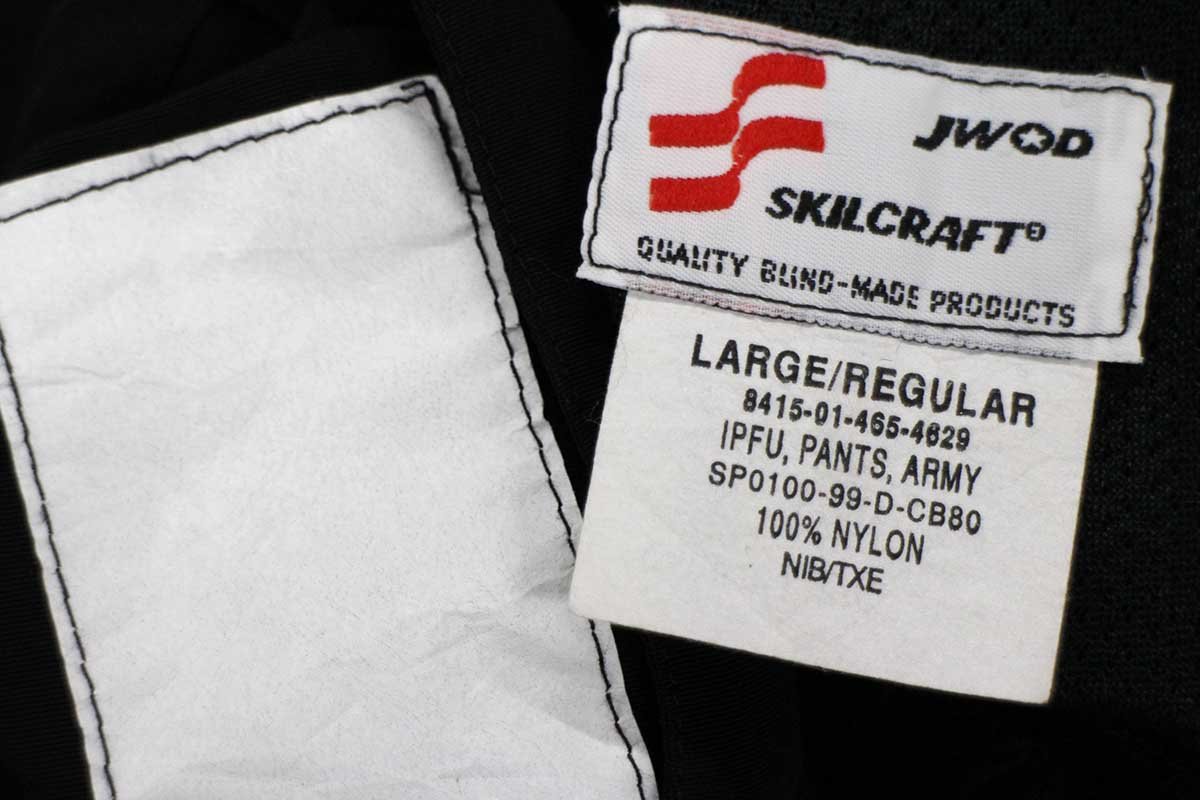 JWOD
SKILCRAFT®
QUALITY BLIND-MADE PRODUCTS
LARGE/REGULAR
8415-01-465-4629
IPFU, PANTS, ARMY
SP0100-99-D-CB80
100% NYLON
NIB/TXE